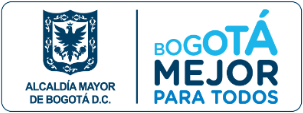 ALCALDÍA MAYOR
DE BOGOTÁ D.C.
BOGOTÁ
MEJOR
PARA TODOS